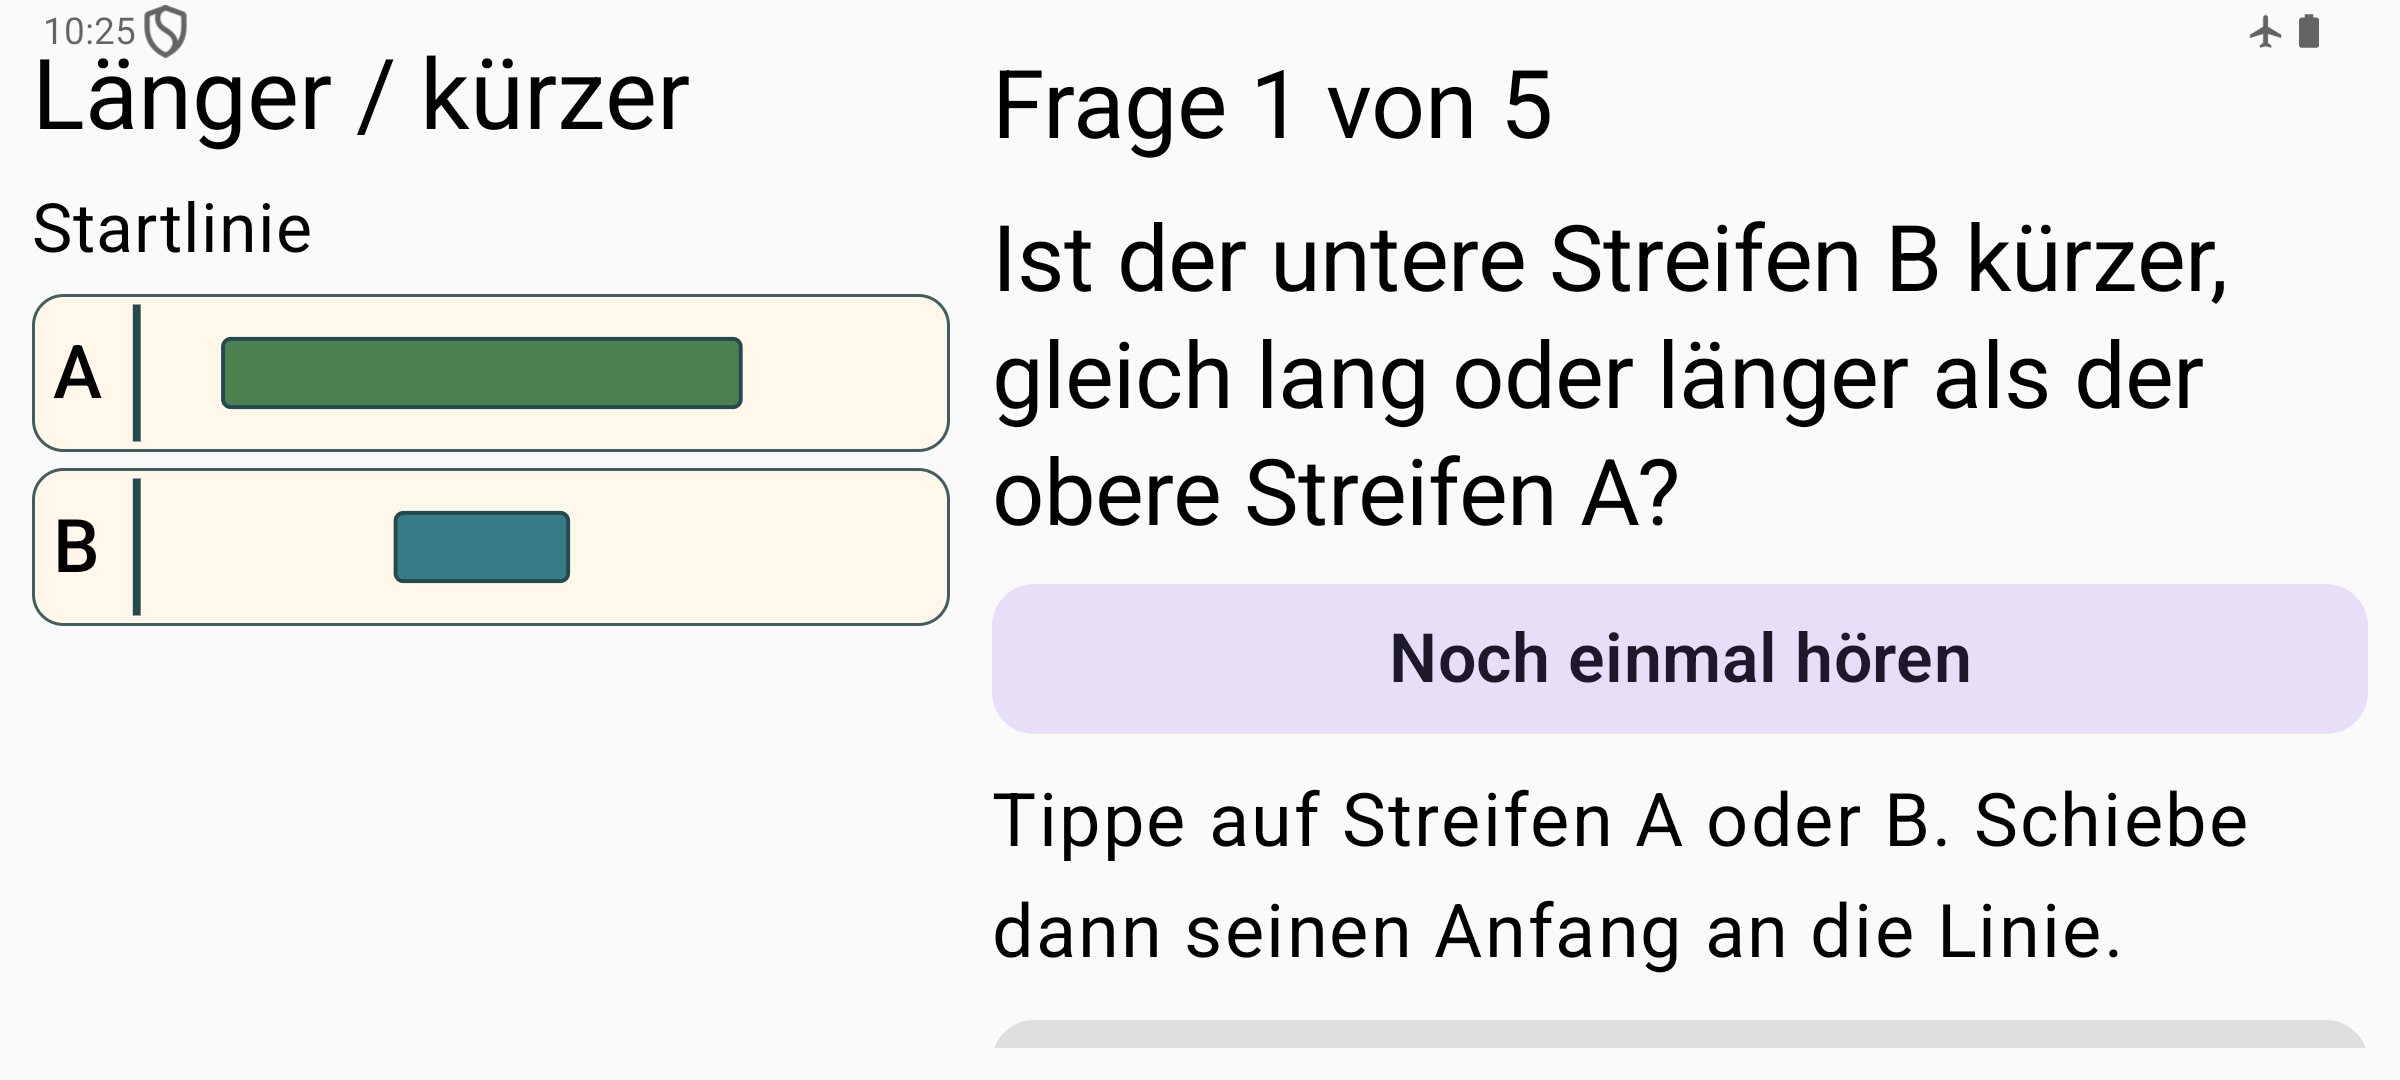 10:25
Länger / kürzer
Startlinie
A
B
Frage 1 von 5
Ist der untere Streifen B kürzer,
gleich lang oder länger als der
obere Streifen A?
Noch einmal hören
Tippe auf Streifen A oder B. Schiebe
dann seinen Anfang an die Linie.